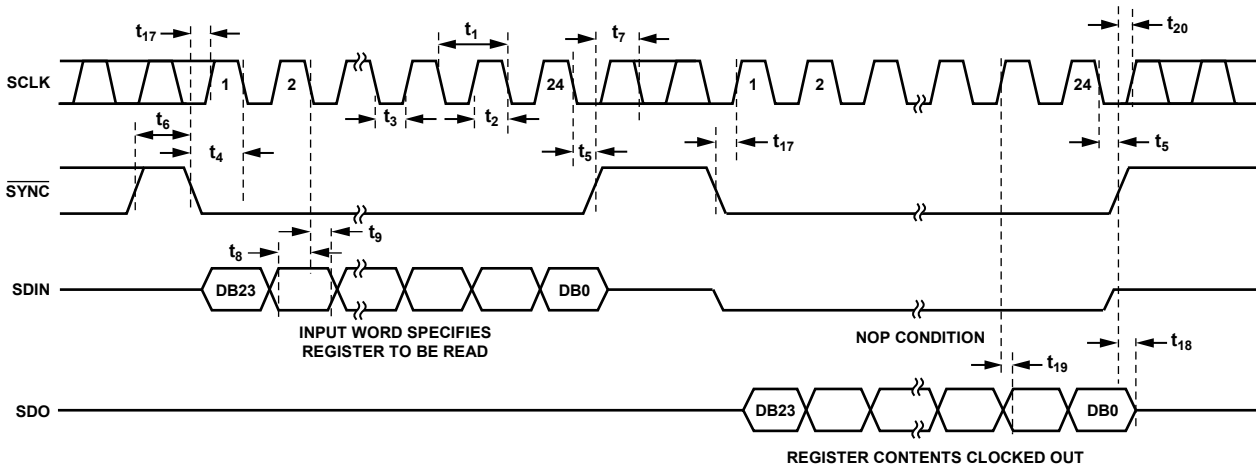 t17 t1 t7 t20
SCLK 1 2 24 1 2 24
t6 t4 t3 t2 t5 t17 t5
SYNC
t8 t9
SDIN DB23 DB0
INPUT WORD SPECIFIES
REGISTER TO BE READ
NOP CONDITION
t19 t18
SDO DB23 DB0
REGISTER CONTENTS CLOCKED OUT